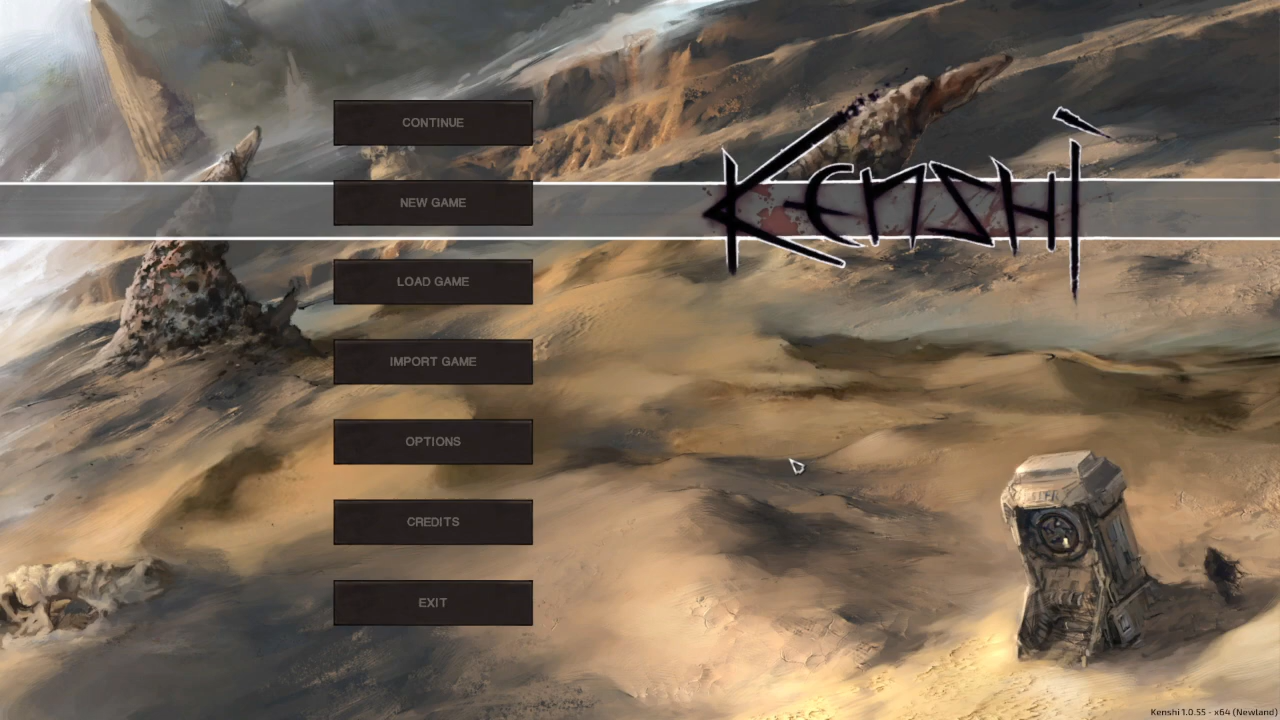 CONTINUE
NEW GAME
Kenshi
LOAD GAME
IMPORT GAME
OPTIONS
CREDITS
EXIT
Kenshi 1.0.55 - x64 (Newland)